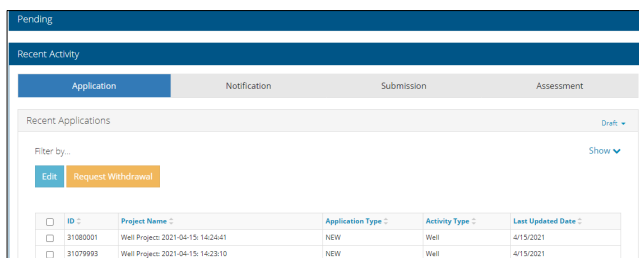 Pending
Recent Activity
Application Notification Submission Assessment
Recent Applications Draft
Filter by... Show
Edit Request Withdrawal
ID Project Name Application Type Activity Type Last Updated Date
31080001 Well Project: 2021-04-15: 14:24:41 NEW Well 4/15/2021
31079993 Well Project: 2021-04-15: 14:23:10 NEW Well 4/15/2021